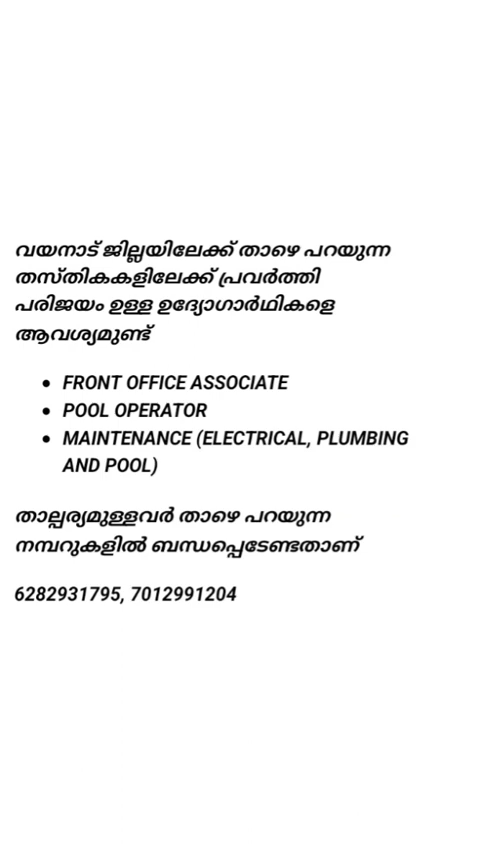 വയനാട് ജില്ലയിലേക്ക് താഴെ പറയുന്ന
തസ്തികകളിലേക്ക് പ്രവർത്തി
പരിജയം ഉള്ള ഉദ്യോഗാർഥികളെ
ആവശ്യമുണ്ട്
• FRONT OFFICE ASSOCIATE
• POOL OPERATOR
• MAINTENANCE (ELECTRICAL, PLUMBING
AND POOL)
താല്പര്യമുള്ളവർ താഴെ പറയുന്ന
നമ്പറുകളിൽ ബന്ധപ്പെടേണ്ടതാണ്
6282931795, 7012991204